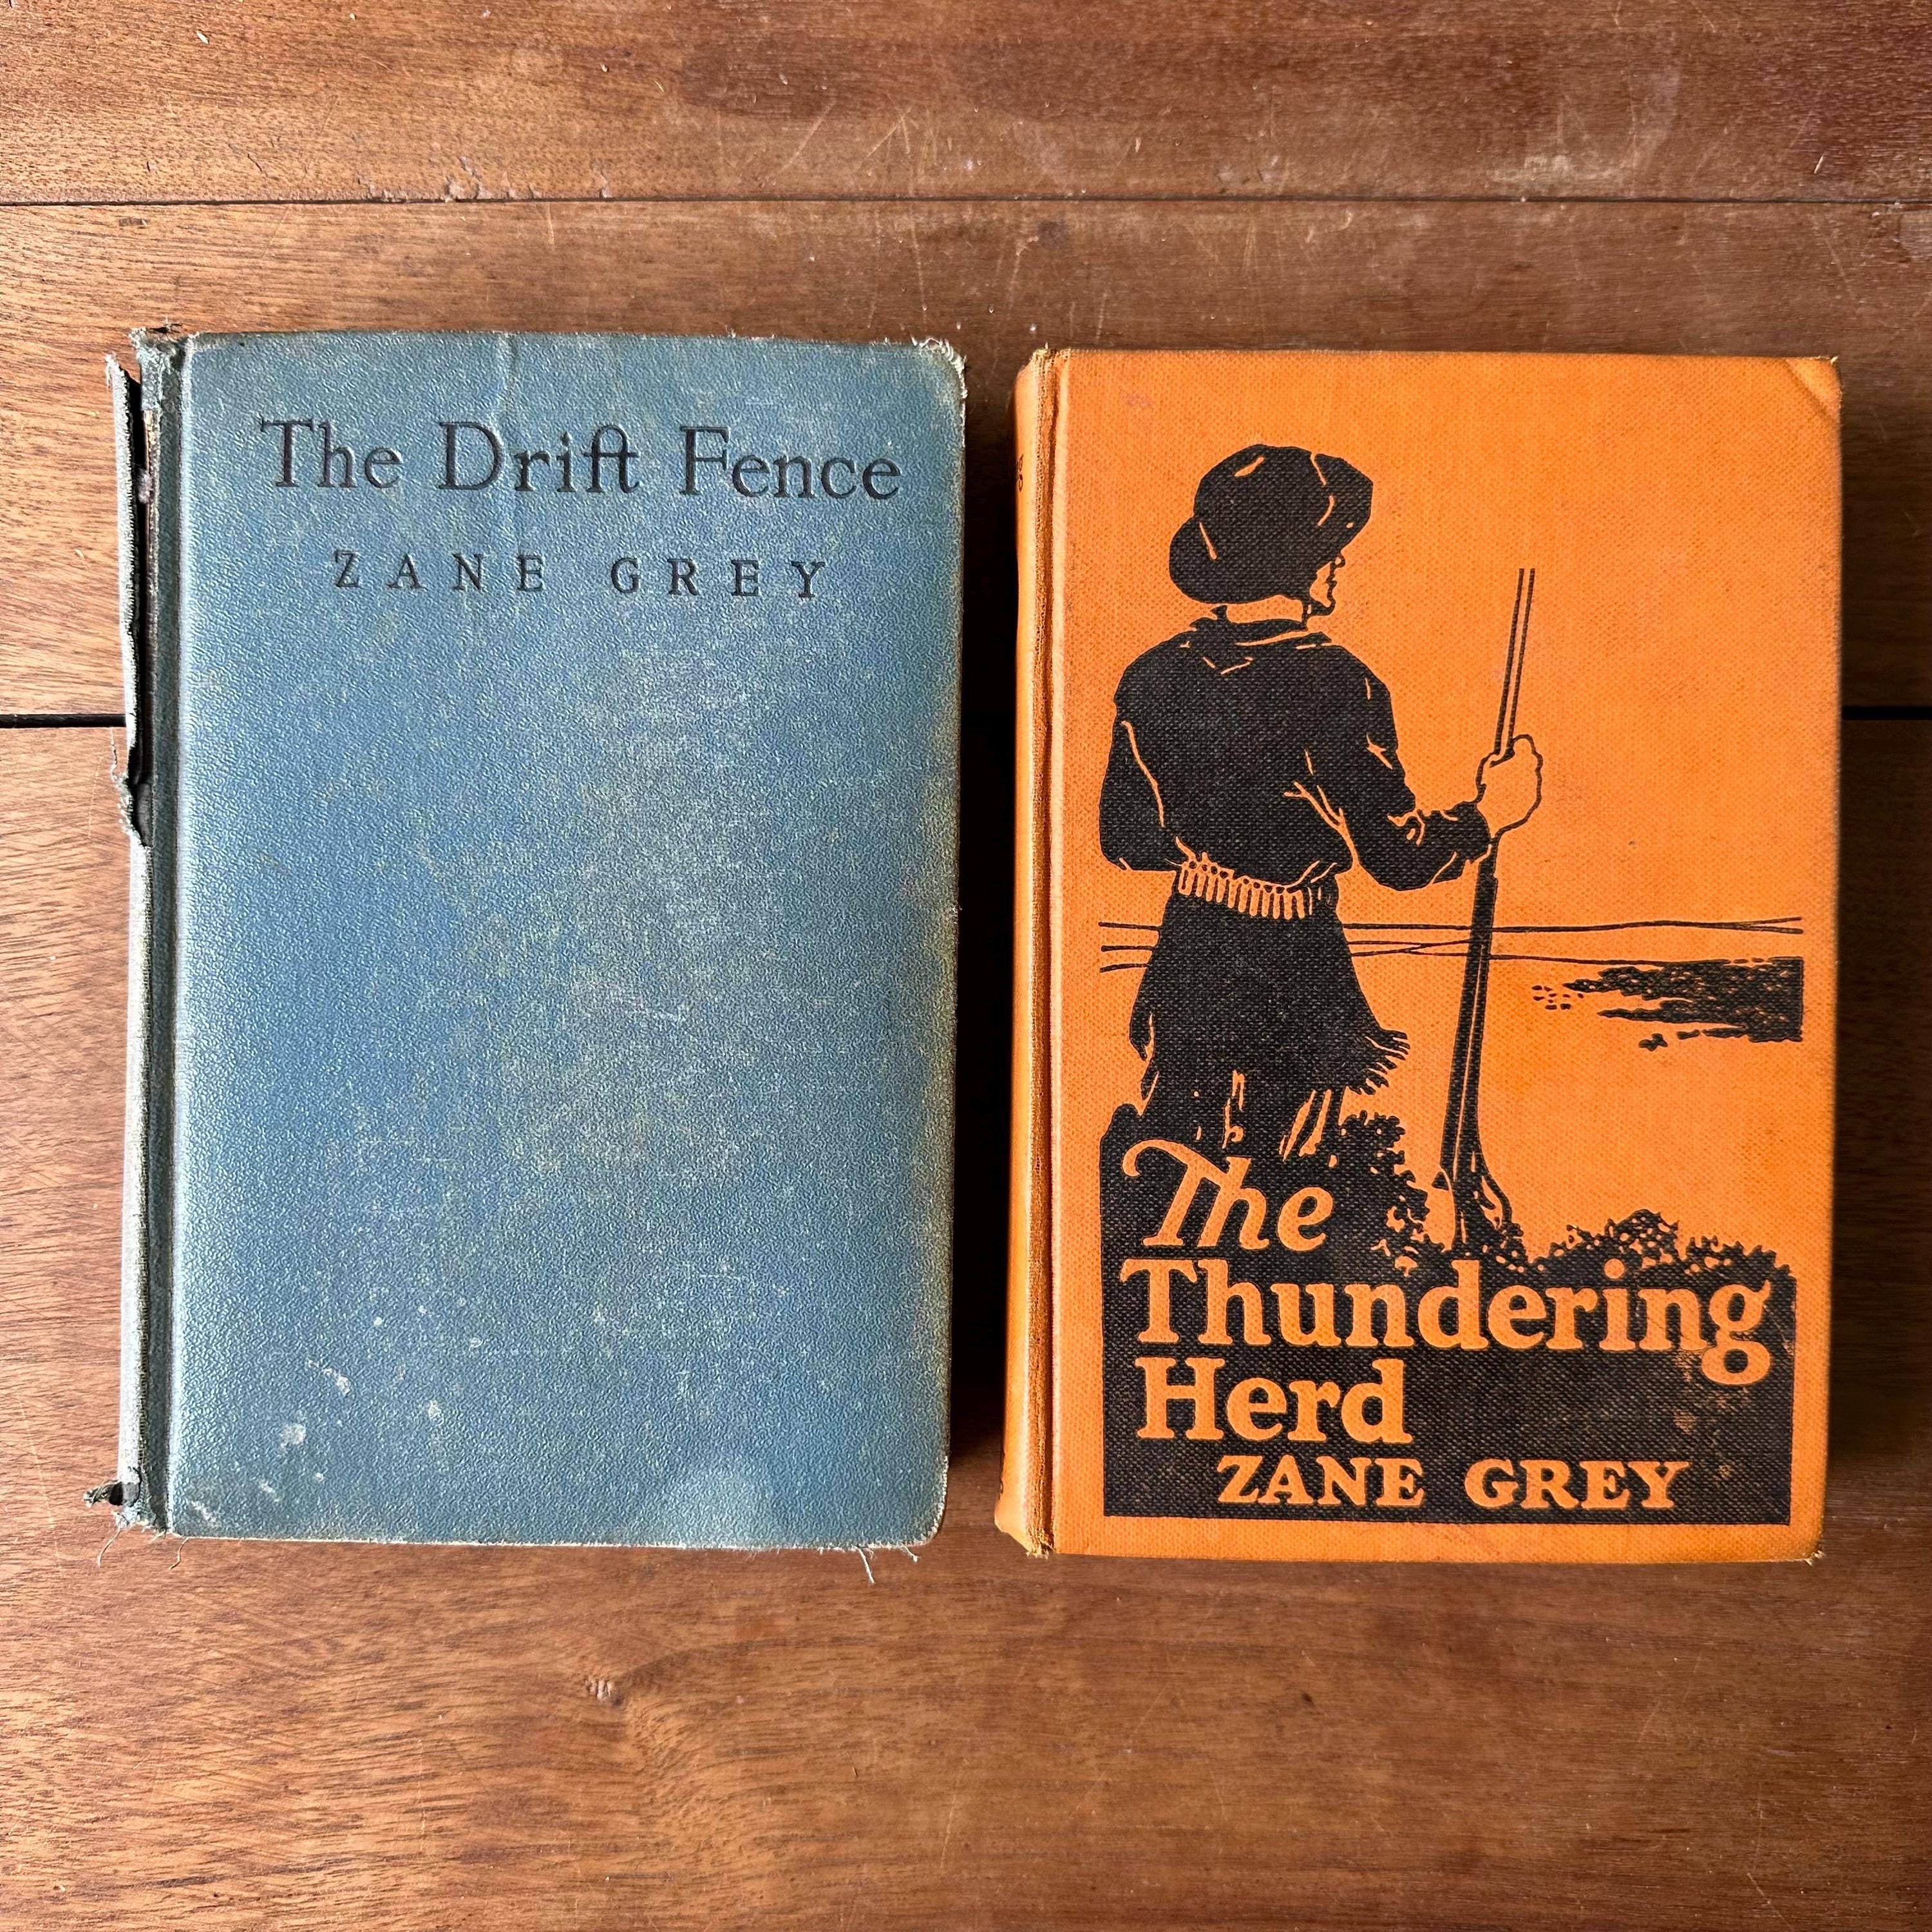 The Drift Fence
ZANE GREY
The
Thundering
Herd
ZANE GREY